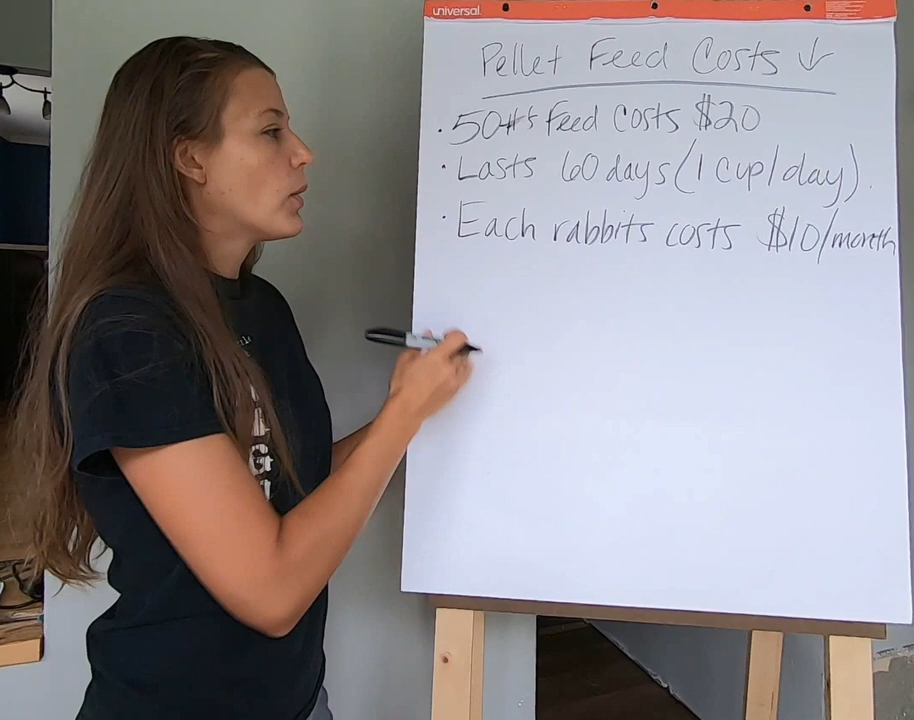 universal.
Pellet Feed Costs ↓
· 50#'s feed costs $20
· Lasts 60 days (1 cup/day).
· Each rabbits costs $10/month